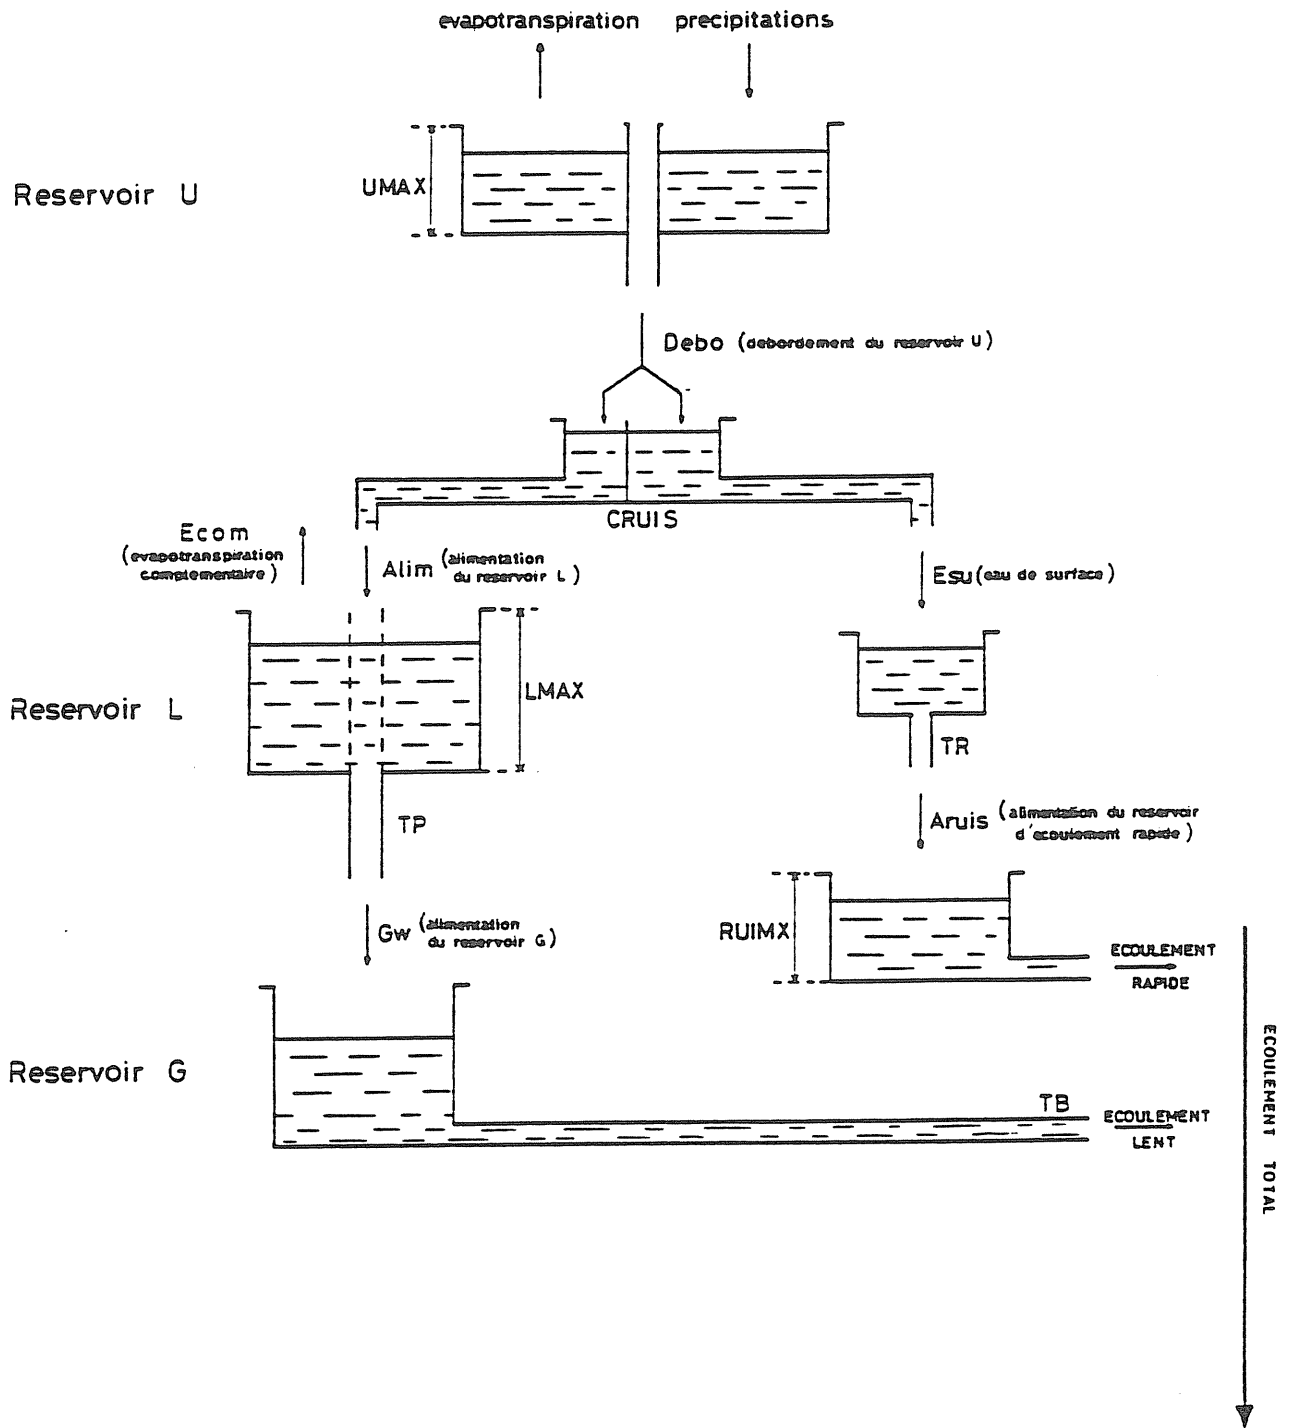 evapotranspiration precipitations
Reservoir U
UMAX
Debo (debordement du reservoir U)
CRUIS
Ecom
(evapotranspiration
complementaire)
Alim (alimentation
du reservoir L)
Esu (eau de surface)
Reservoir L
LMAX
TR
TP
Aruis (alimentation du reservoir
d'ecoulement rapide)
Gw (alimentation
du reservoir G)
RUIMX
ECOULEMENT
RAPIDE
Reservoir G
TB
ECOULEMENT
LENT
ECOULEMENT TOTAL